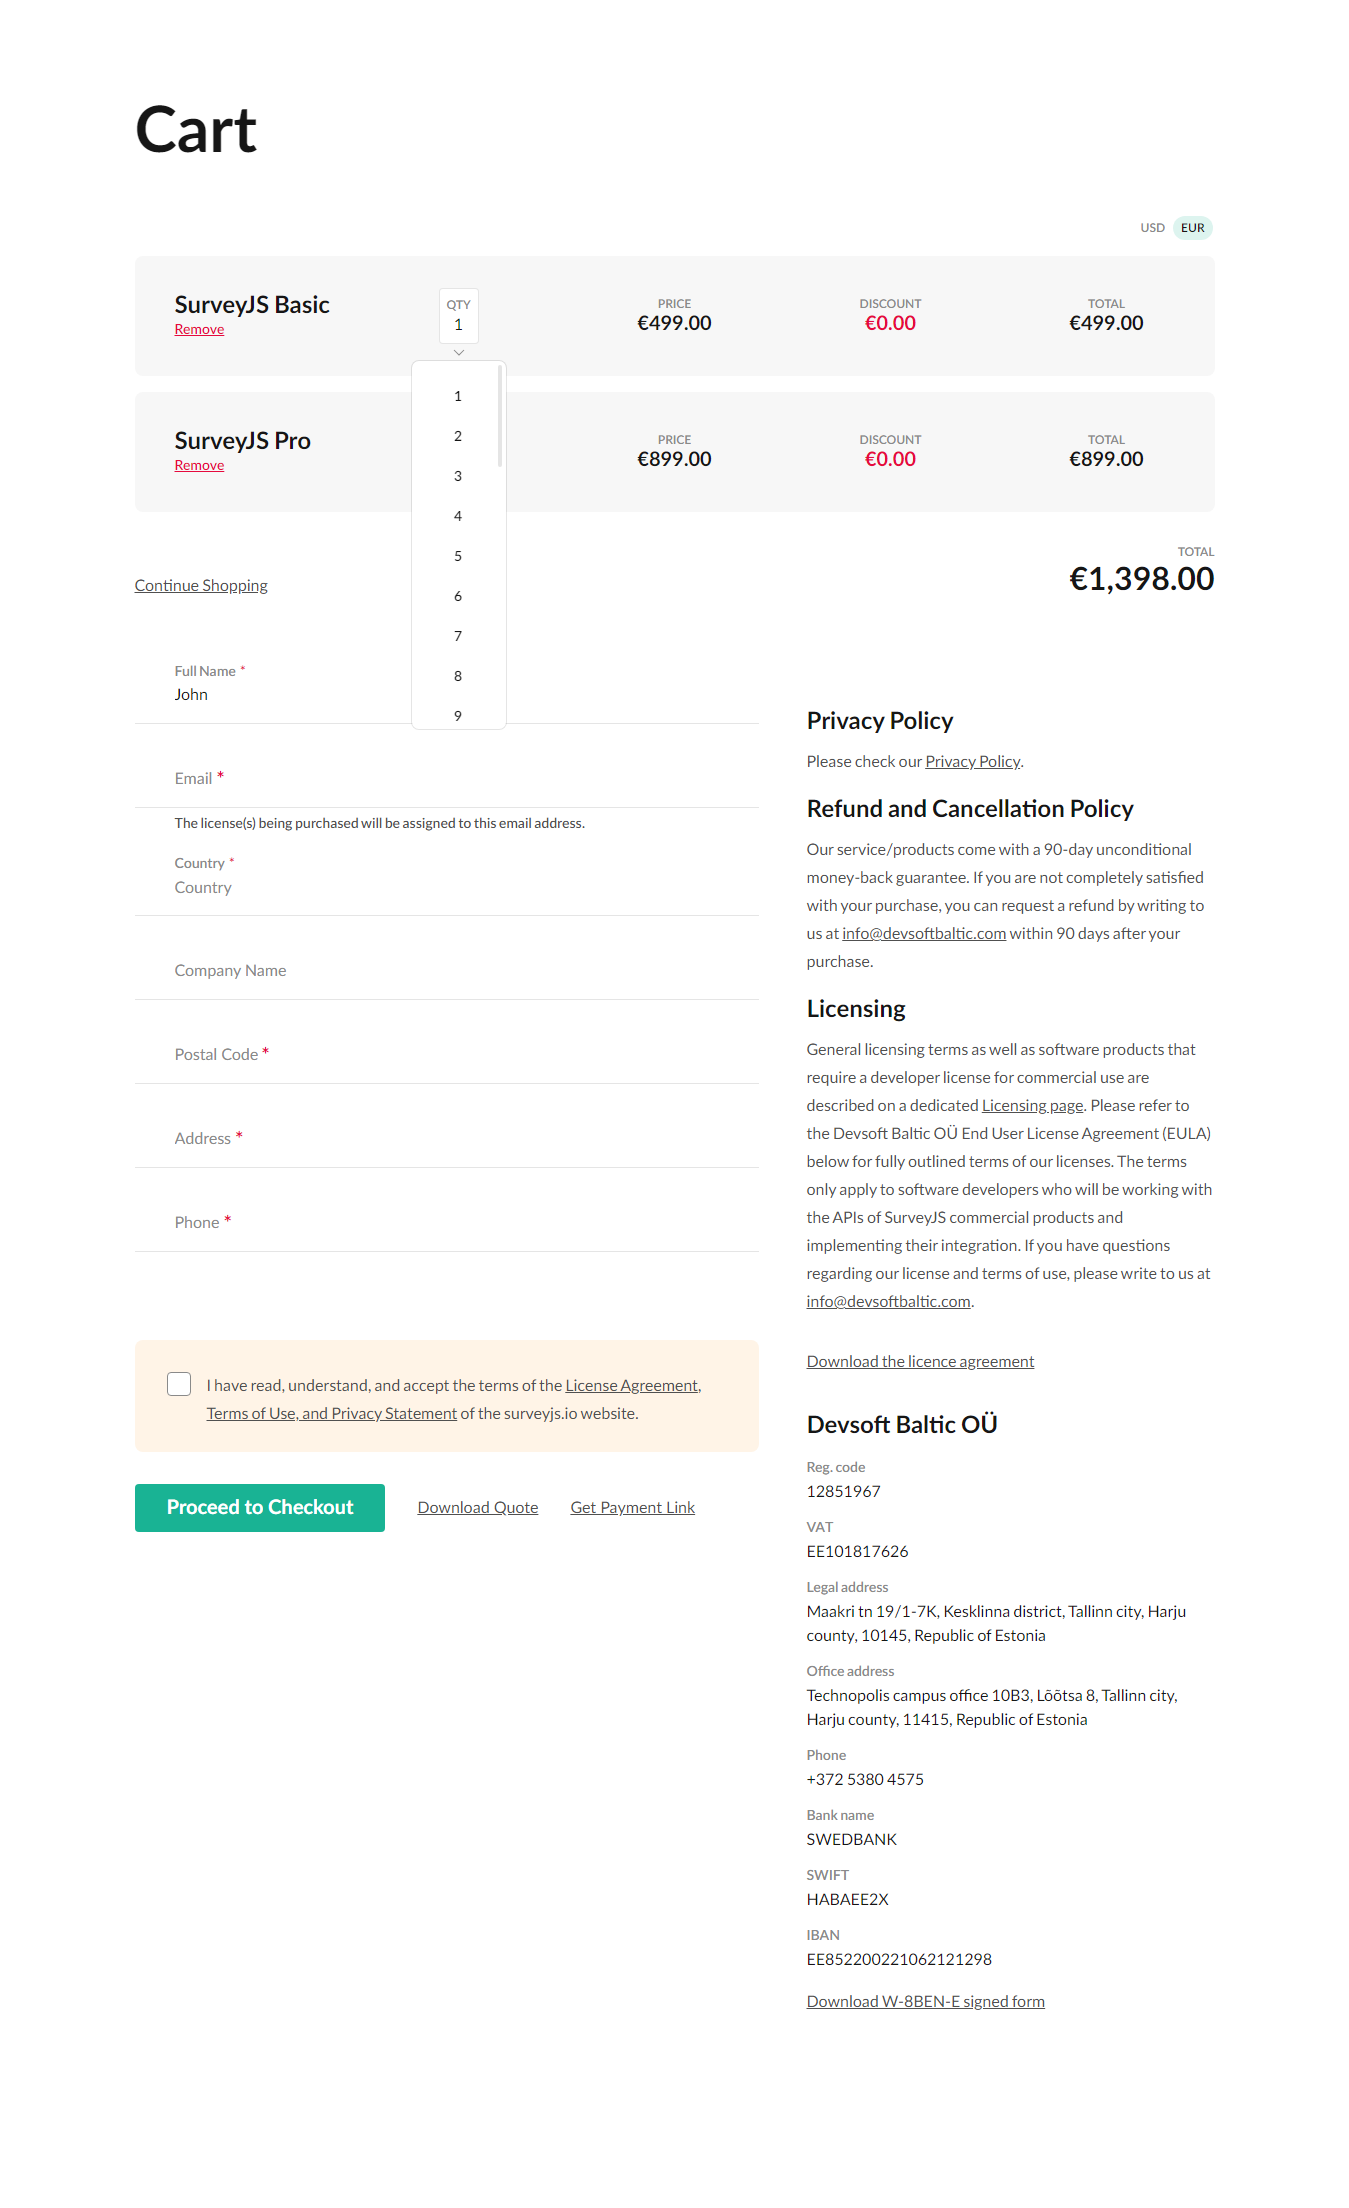 Cart
USD EUR
SurveyJS Basic
Remove
QTY
1
PRICE
€499.00
DISCOUNT
€0.00
TOTAL
€499.00
1
2
3
4
5
6
7
8
9
SurveyJS Pro
Remove
PRICE
€899.00
DISCOUNT
€0.00
TOTAL
€899.00
Continue Shopping
TOTAL
€1,398.00
Full Name *
John
Email *
The license(s) being purchased will be assigned to this email address.
Country *
Country
Company Name
Postal Code *
Address *
Phone *
I have read, understand, and accept the terms of the License Agreement,
Terms of Use, and Privacy Statement of the surveyjs.io website.
Proceed to Checkout
Download Quote
Get Payment Link
Privacy Policy
Please check our Privacy Policy.
Refund and Cancellation Policy
Our service/products come with a 90-day unconditional
money-back guarantee. If you are not completely satisfied
with your purchase, you can request a refund by writing to
us at info@devsoftbaltic.com within 90 days after your
purchase.
Licensing
General licensing terms as well as software products that
require a developer license for commercial use are
described on a dedicated Licensing page. Please refer to
the Devsoft Baltic OÜ End User License Agreement (EULA)
below for fully outlined terms of our licenses. The terms
only apply to software developers who will be working with
the APIs of SurveyJS commercial products and
implementing their integration. If you have questions
regarding our license and terms of use, please write to us at
info@devsoftbaltic.com.
Download the licence agreement
Devsoft Baltic OÜ
Reg. code
12851967
VAT
EE101817626
Legal address
Maakri tn 19/1-7K, Kesklinna district, Tallinn city, Harju
county, 10145, Republic of Estonia
Office address
Technopolis campus office 10B3, Lõõtsa 8, Tallinn city,
Harju county, 11415, Republic of Estonia
Phone
+372 5380 4575
Bank name
SWEDBANK
SWIFT
HABAEE2X
IBAN
EE852200221062121298
Download W-8BEN-E signed form